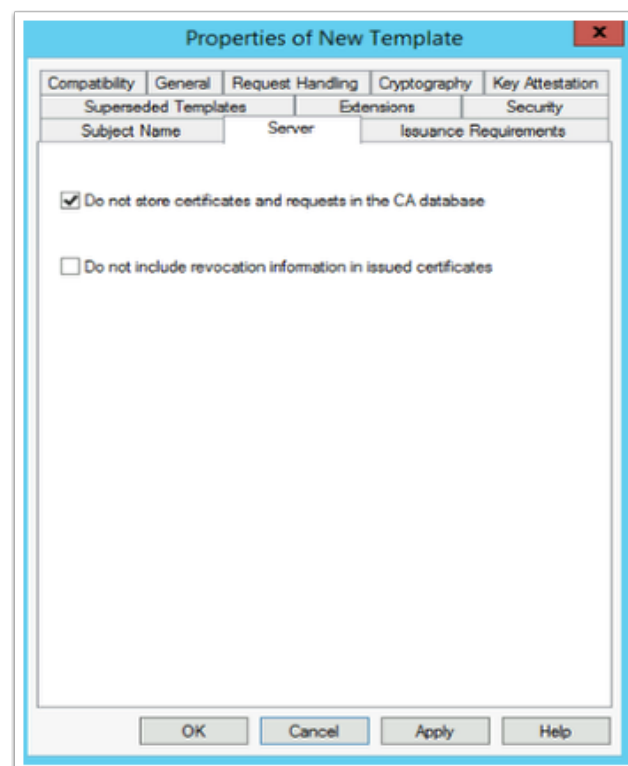 Properties of New Template
x
Compatibility General Request Handling Cryptography Key Attestation
Superseded Templates Extensions Security
Subject Name Server Issuance Requirements
Do not store certificates and requests in the CA database
Do not include revocation information in issued certificates
OK Cancel Apply Help